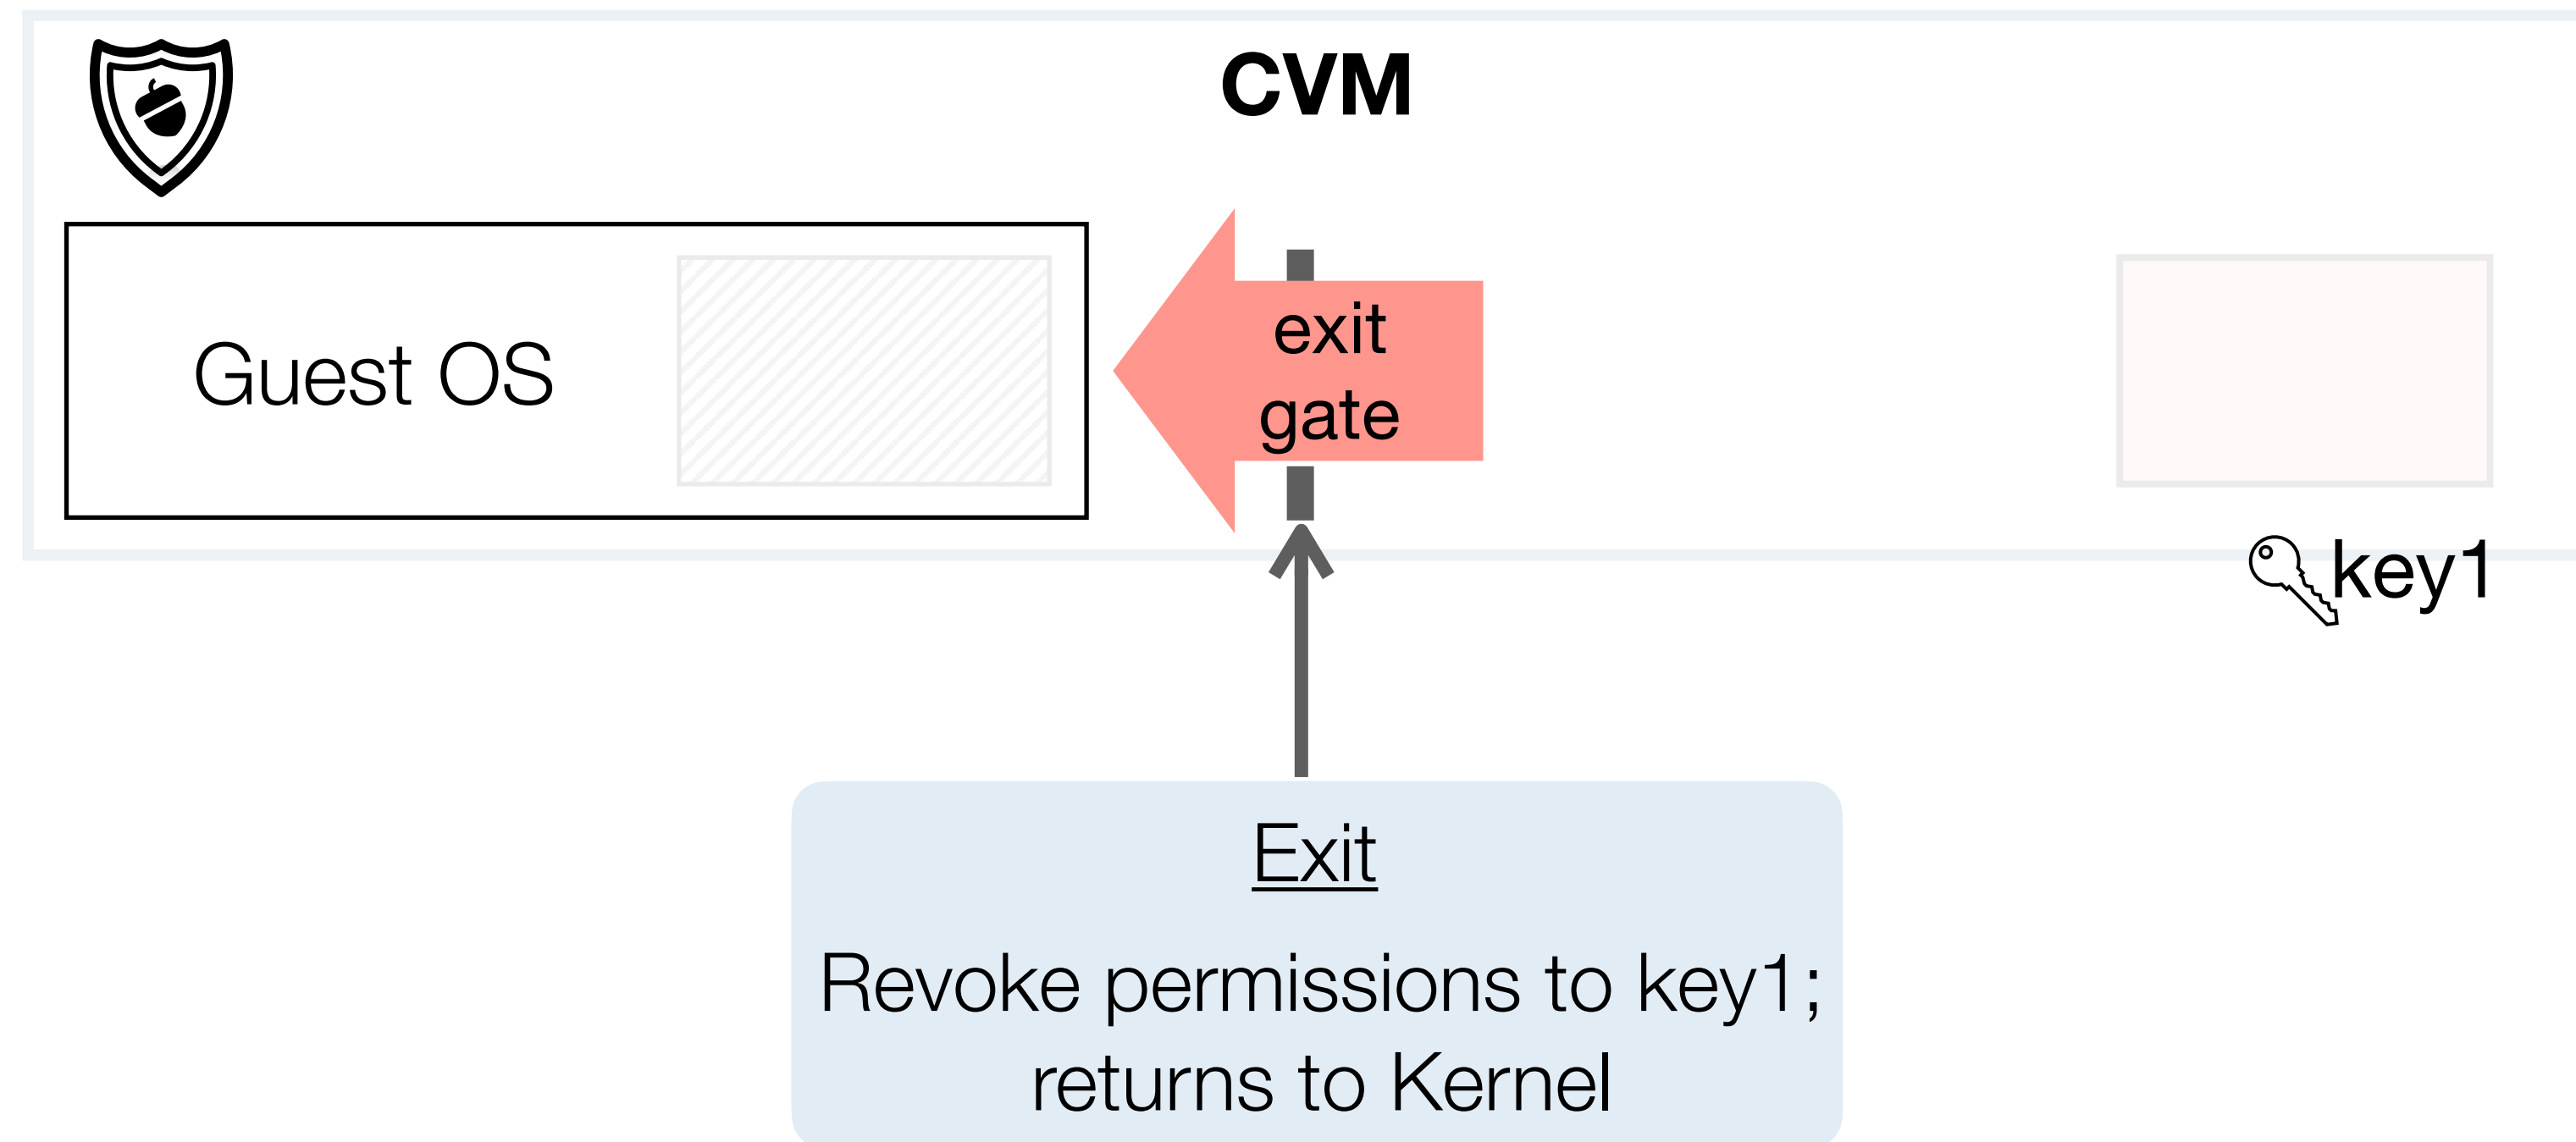 CVM
Guest OS
exit
gate
key1
Exit
Revoke permissions to key1;
returns to Kernel